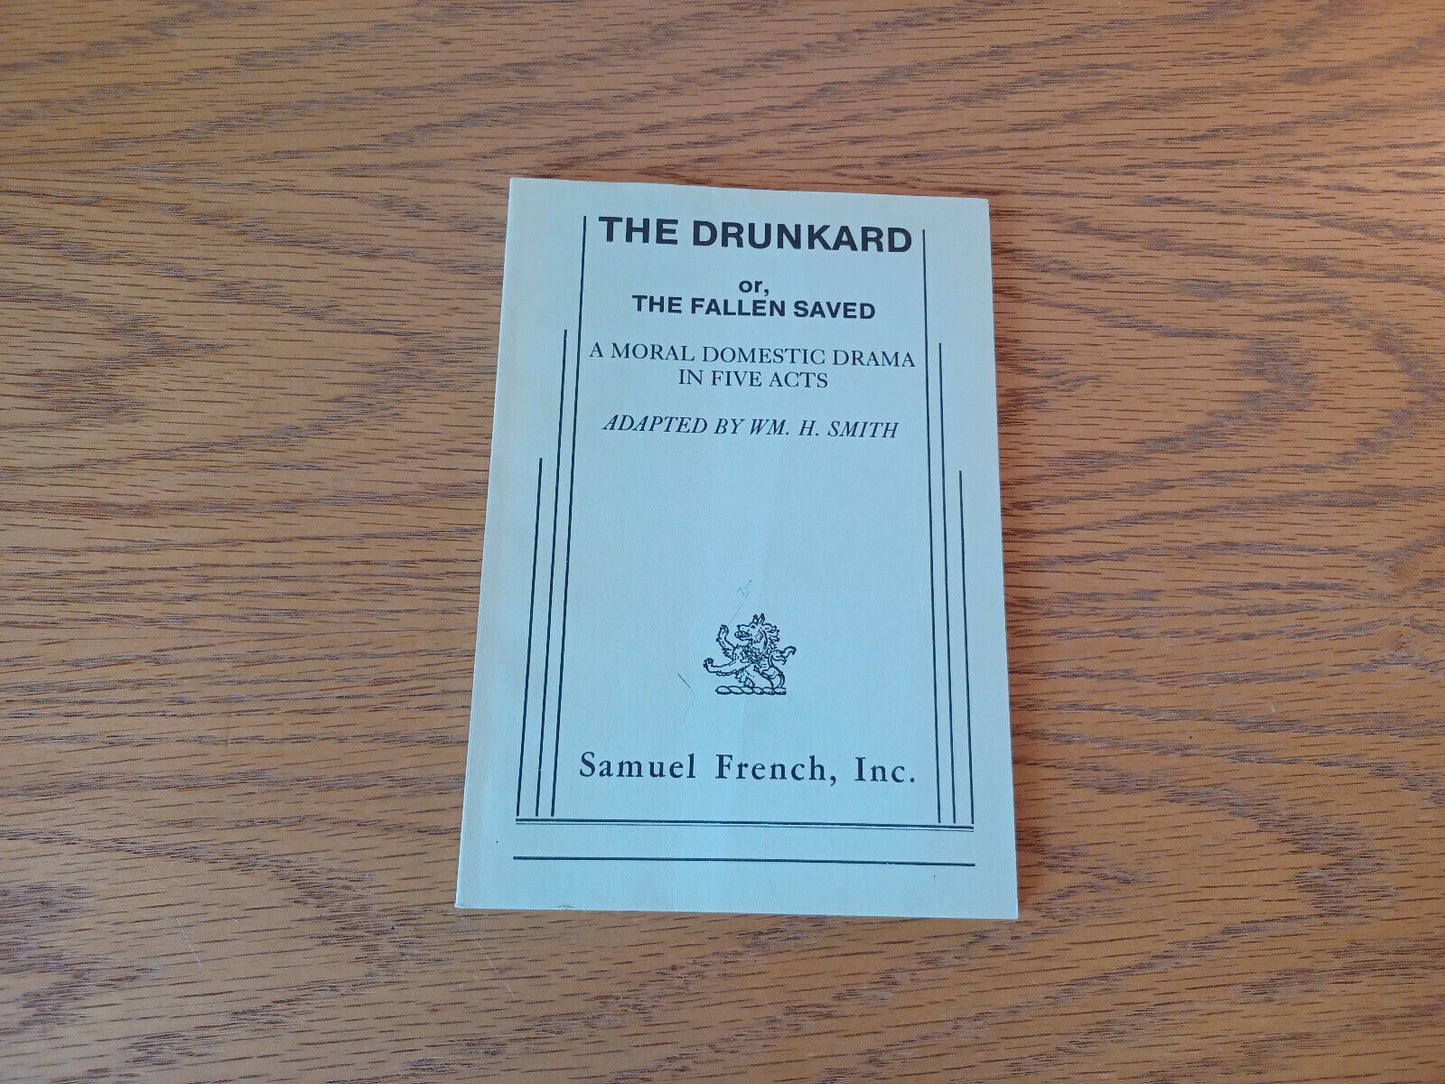 THE DRUNKARD
or,
THE FALLEN SAVED
A MORAL DOMESTIC DRAMA
IN FIVE ACTS
ADAPTED BY WM. H. SMITH
Samuel French, Inc.